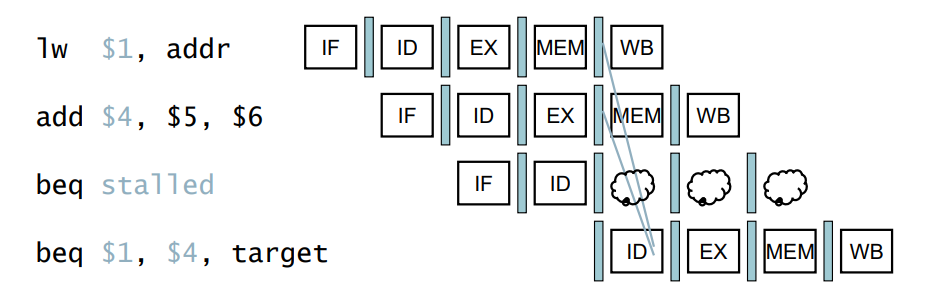 lw $1, addr IF ID EX MEM WB
add $4, $5, $6 IF ID EX MEM WB
beq stalled IF ID
beq $1, $4, target ID EX MEM WB